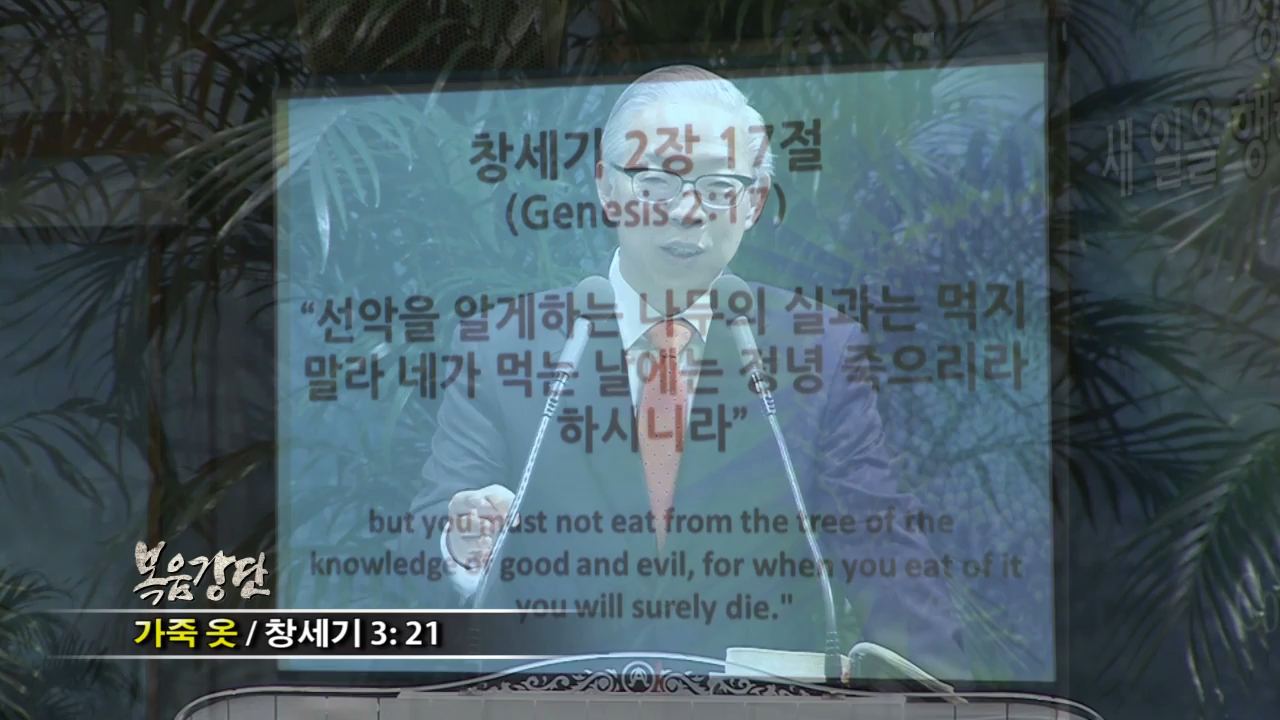 창세기 2장 17절
(Genesis 2:17)
새 일을 행
“선악을 알게하는 나무의 실과는 먹지
말라 네가 먹는 날에는 정녕 죽으리라
하시니라”
but you must not eat from the tree of the
knowledge of good and evil, for when you eat of it
you will surely die."
복음강단
가죽 옷 / 창세기 3: 21